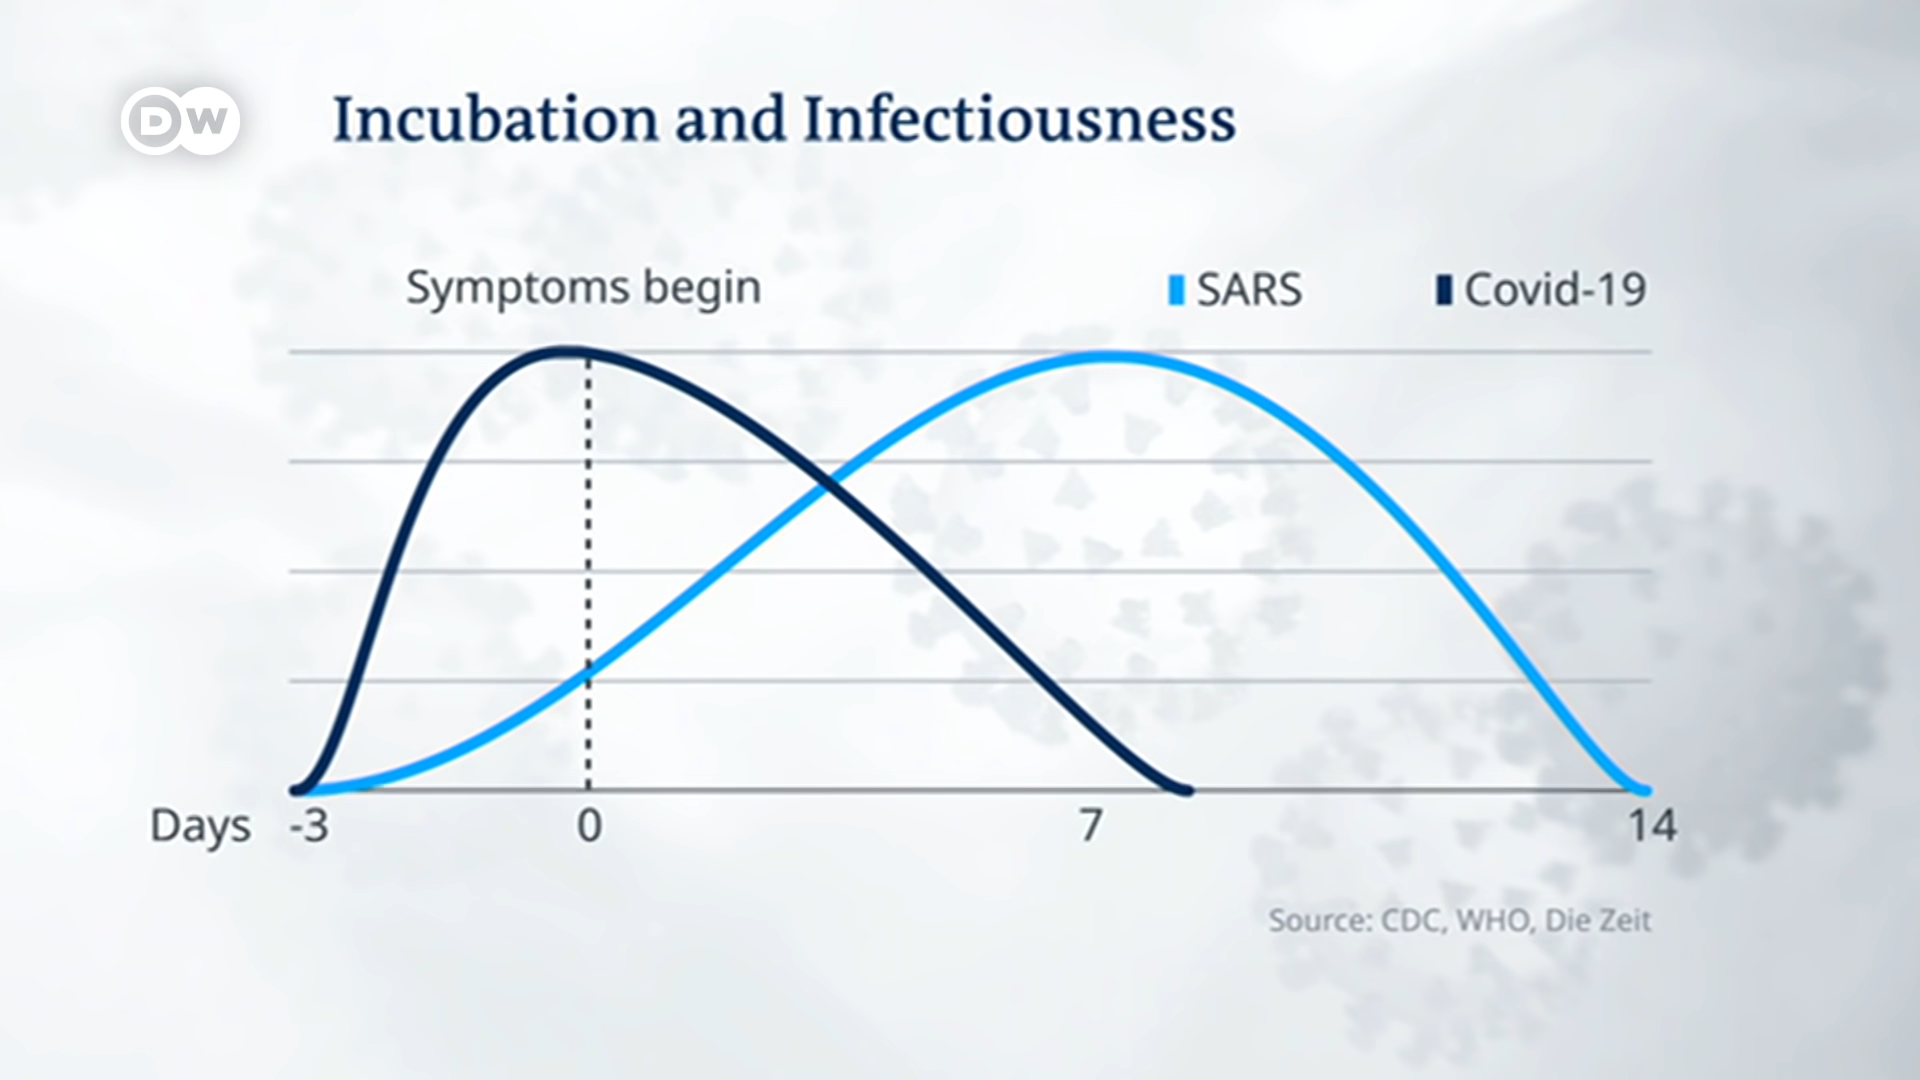 DW
Incubation and Infectiousness
Symptoms begin
SARS
Covid-19
Days -3 0 7 14
Source: CDC, WHO, Die Zeit